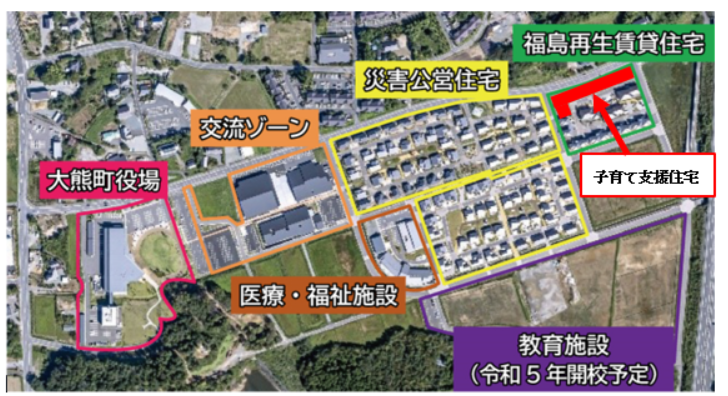 福島再生賃貸住宅
災害公営住宅
交流ゾーン
子育て支援住宅
大熊町役場
医療・福祉施設
教育施設
（令和５年開校予定）